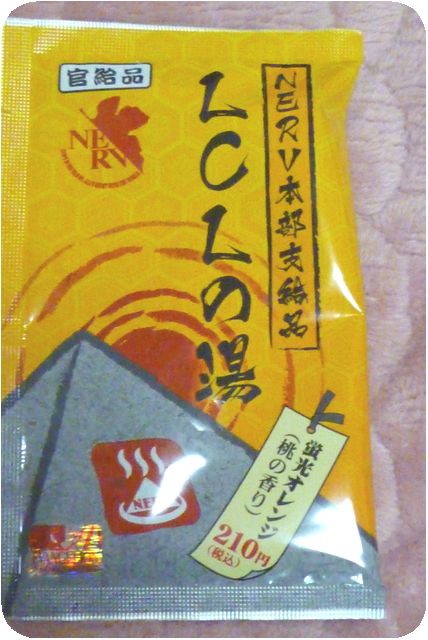 官給品
NERV
NERV本部支給品
LCLの湯
蛍光オレンジ
(桃の香り)
210円
(税込)
NERV